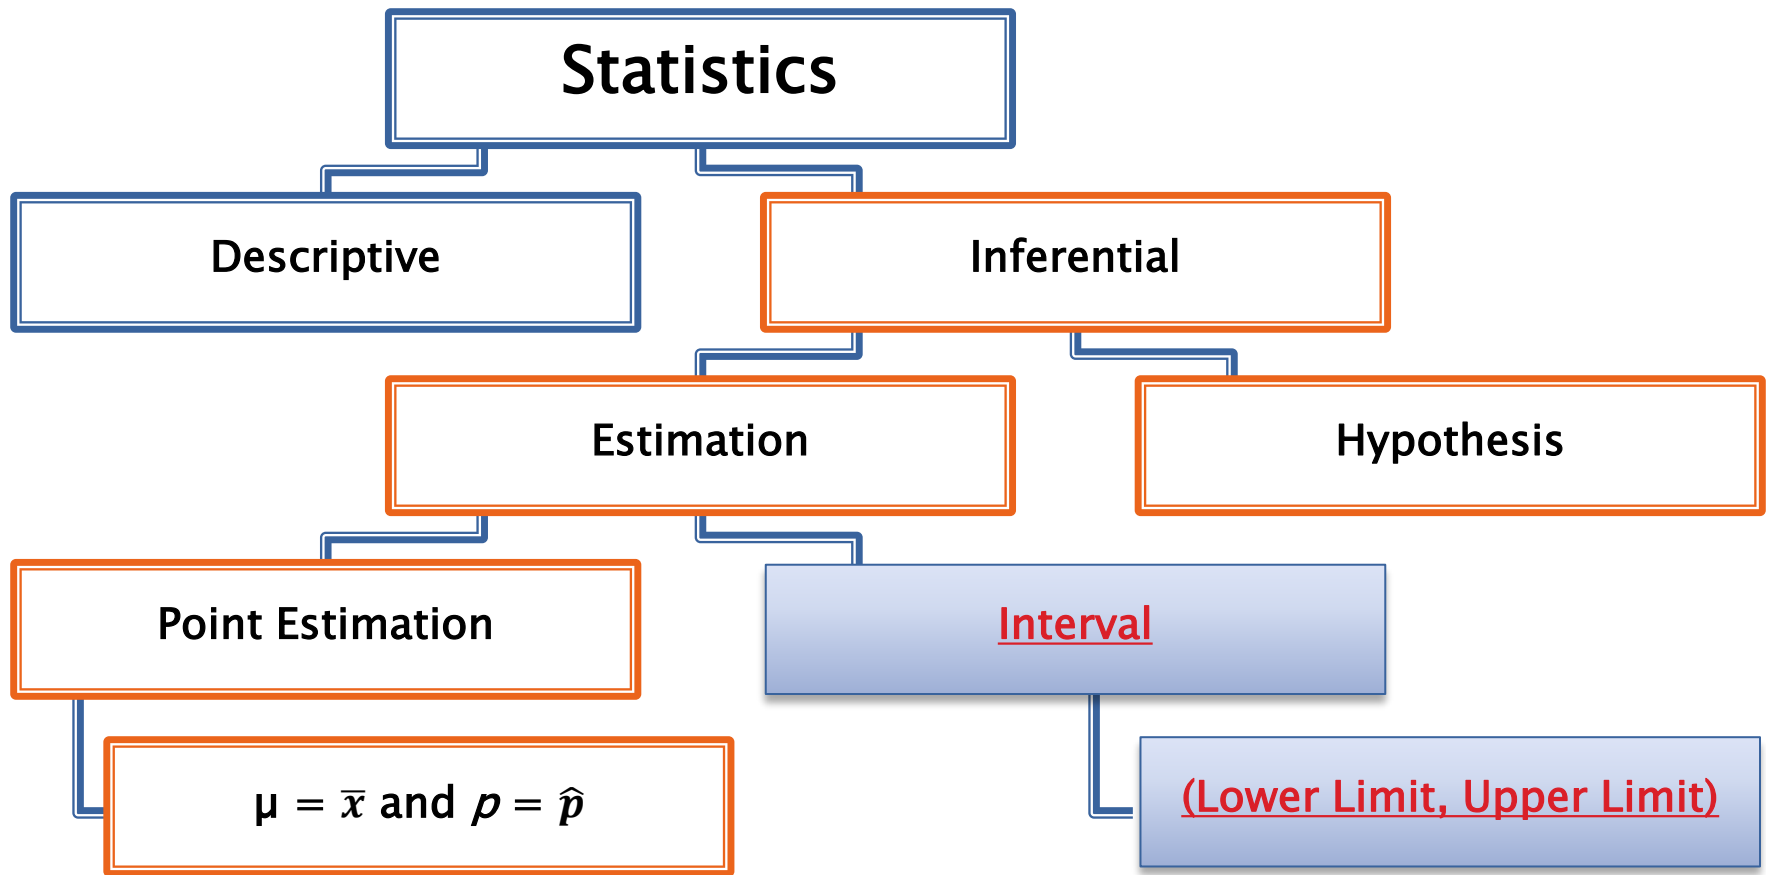 Statistics
Descriptive
Inferential
Estimation
Hypothesis
Point Estimation
Interval
μ = x̅ and p = p̂
(Lower Limit, Upper Limit)